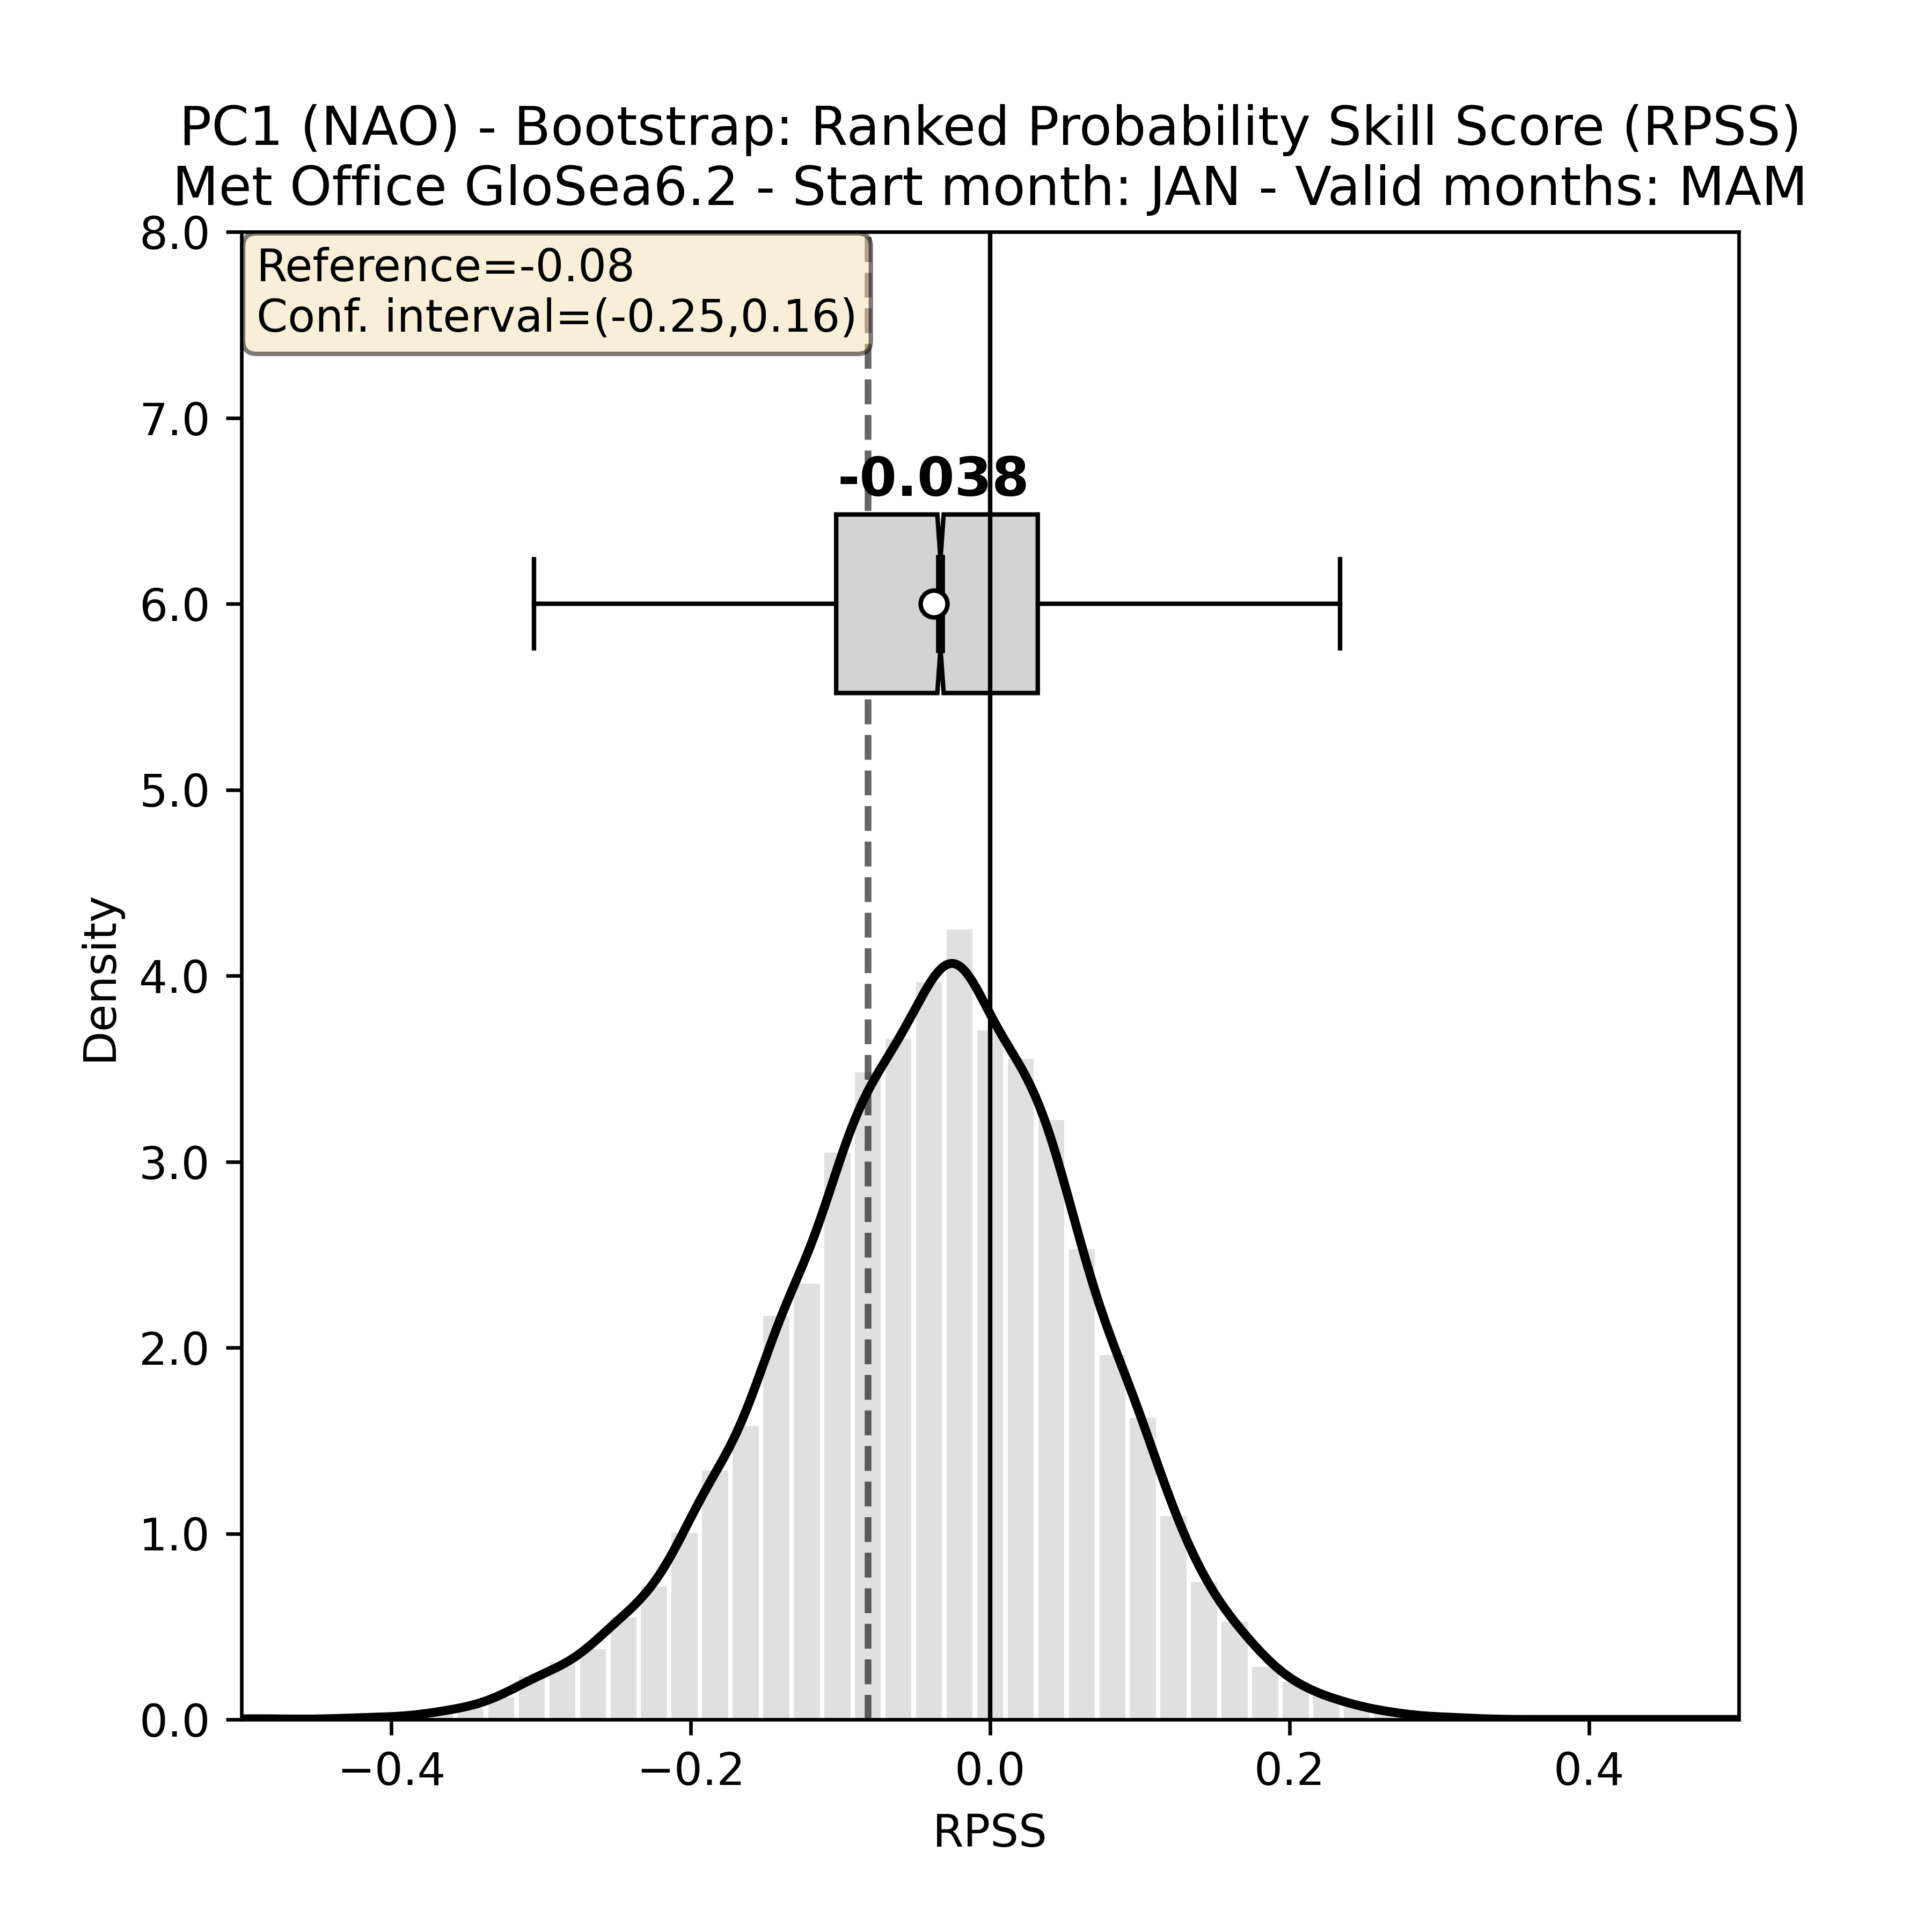 PC1 (NAO) - Bootstrap: Ranked Probability Skill Score (RPSS)
Met Office GloSea6.2 - Start month: JAN - Valid months: MAM
8.0
Reference=-0.08
Conf. interval=(-0.25,0.16)
7.0
-0.038
6.0
5.0
Density
4.0
3.0
2.0
1.0
0.0
−0.4 −0.2 0.0 0.2 0.4
RPSS